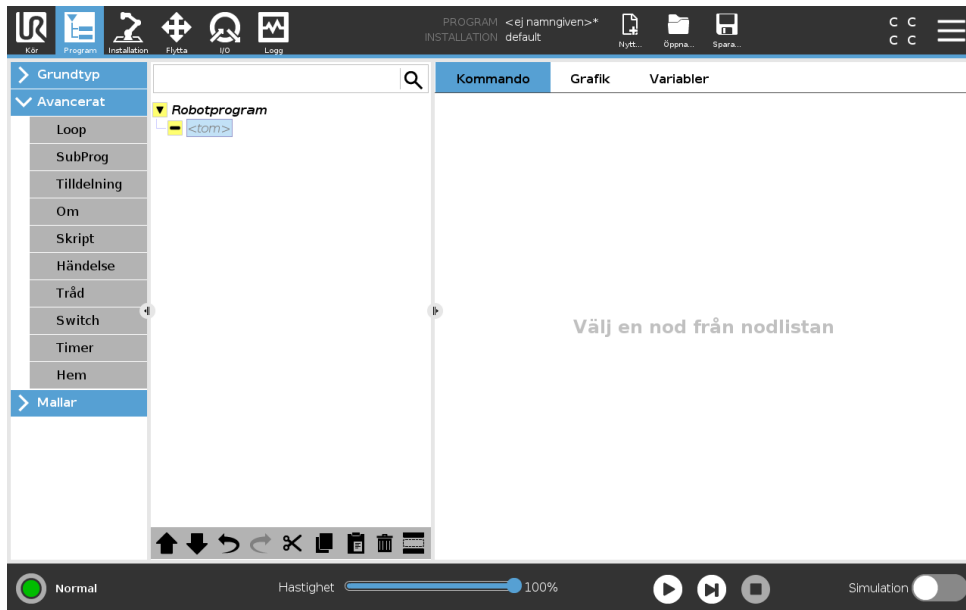 PROGRAM <ej namngiven>*
INSTALLATION default
UR
Kör Program Installation Flytta I/O Logg
Nytt... Öppna... Spara...
C C
C C
Grundtyp
Avancerat
Loop
SubProg
Tilldelning
Om
Skript
Händelse
Tråd
Switch
Timer
Hem
Mallar
Robotprogram
<tom>
Kommando Grafik Variabler
Välj en nod från nodlistan
Normal
Hastighet 100%
Simulation